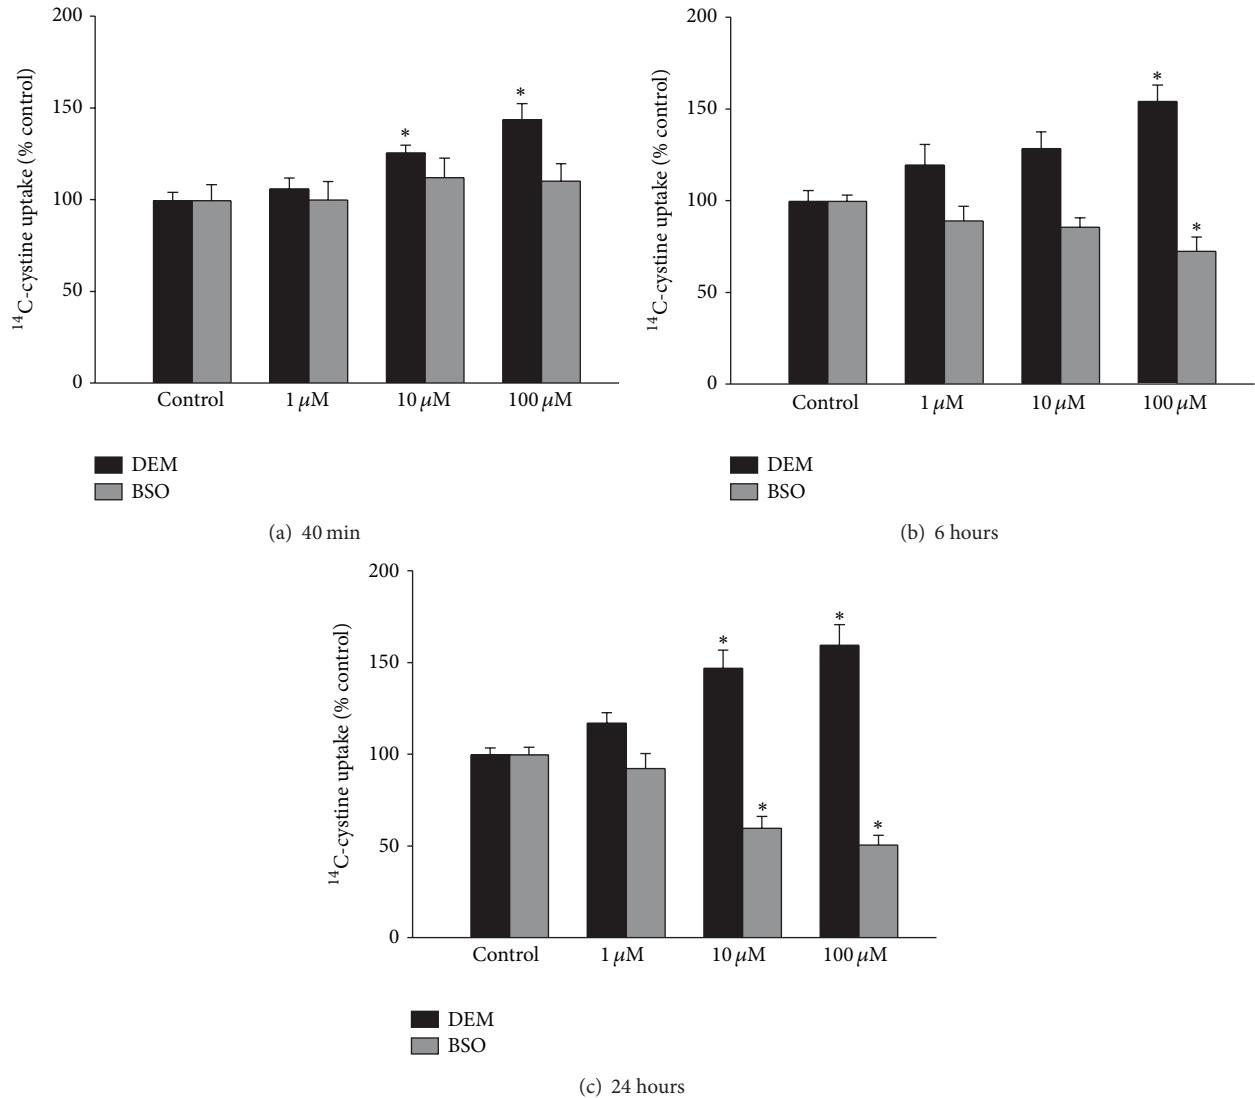 200
150
100
50
0
¹⁴C-cystine uptake (% control)
*
*
Control
1 μM
10 μM
100 μM
DEM
BSO
(a) 40 min
200
150
100
50
0
¹⁴C-cystine uptake (% control)
*
*
Control
1 μM
10 μM
100 μM
DEM
BSO
(b) 6 hours
200
150
100
50
0
¹⁴C-cystine uptake (% control)
*
*
*
*
Control
1 μM
10 μM
100 μM
DEM
BSO
(c) 24 hours